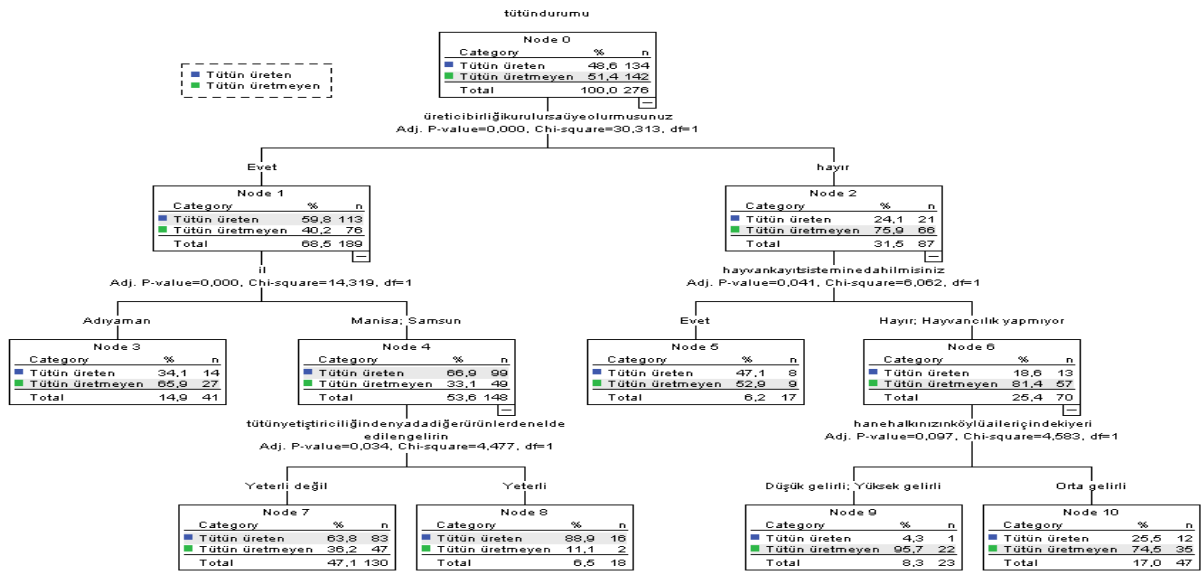 tütündurumu
Node 0
Category % n
Tütün üreten 48,6 134
Tütün üretmeyen 51,4 142
Total 100,0 276
Tütün üreten
Tütün üretmeyen
üreticibirliğikurulursaüyeolurmusunuz
Adj. P-value=0,000, Chi-square=30,313, df=1
Evet
hayır
Node 1
Category % n
Tütün üreten 59,8 113
Tütün üretmeyen 40,2 76
Total 68,5 189
Node 2
Category % n
Tütün üreten 24,1 21
Tütün üretmeyen 75,9 66
Total 31,5 87
il
Adj. P-value=0,000, Chi-square=14,319, df=1
hayvankayıtsisteminedahilmisiniz
Adj. P-value=0,041, Chi-square=6,062, df=1
Adıyaman
Manisa; Samsun
Evet
Hayır; Hayvancılık yapmıyor
Node 3
Category % n
Tütün üreten 34,1 14
Tütün üretmeyen 65,9 27
Total 14,9 41
Node 4
Category % n
Tütün üreten 66,9 99
Tütün üretmeyen 33,1 49
Total 53,6 148
Node 5
Category % n
Tütün üreten 47,1 8
Tütün üretmeyen 52,9 9
Total 6,2 17
Node 6
Category % n
Tütün üreten 18,6 13
Tütün üretmeyen 81,4 57
Total 25,4 70
tütünyetiştiriciliğindenyadadiğerürünlerdenelde
edilengelirin
Adj. P-value=0,034, Chi-square=4,477, df=1
hanehalkınızınköylüaileriçindekiyeri
Adj. P-value=0,097, Chi-square=4,583, df=1
Yeterli değil
Yeterli
Düşük gelirli; Yüksek gelirli
Orta gelirli
Node 7
Category % n
Tütün üreten 63,8 83
Tütün üretmeyen 36,2 47
Total 47,1 130
Node 8
Category % n
Tütün üreten 88,9 16
Tütün üretmeyen 11,1 2
Total 6,5 18
Node 9
Category % n
Tütün üreten 4,3 1
Tütün üretmeyen 95,7 22
Total 8,3 23
Node 10
Category % n
Tütün üreten 25,5 12
Tütün üretmeyen 74,5 35
Total 17,0 47